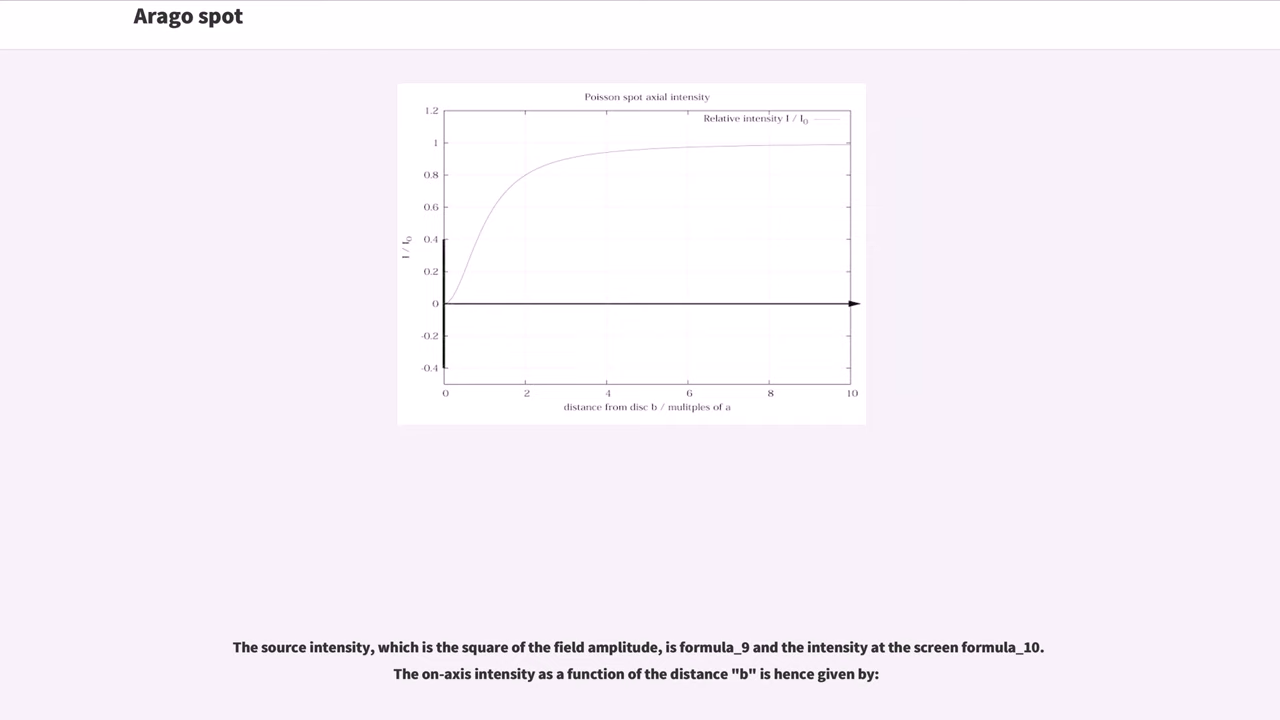 Arago spot
Poisson spot axial intensity
Relative intensity I / I0
1.2
1
0.8
0.6
0.4
0.2
0
-0.2
-0.4
I / I0
0 2 4 6 8 10
distance from disc b / mulitples of a
The source intensity, which is the square of the field amplitude, is formula_9 and the intensity at the screen formula_10.
The on-axis intensity as a function of the distance "b" is hence given by: